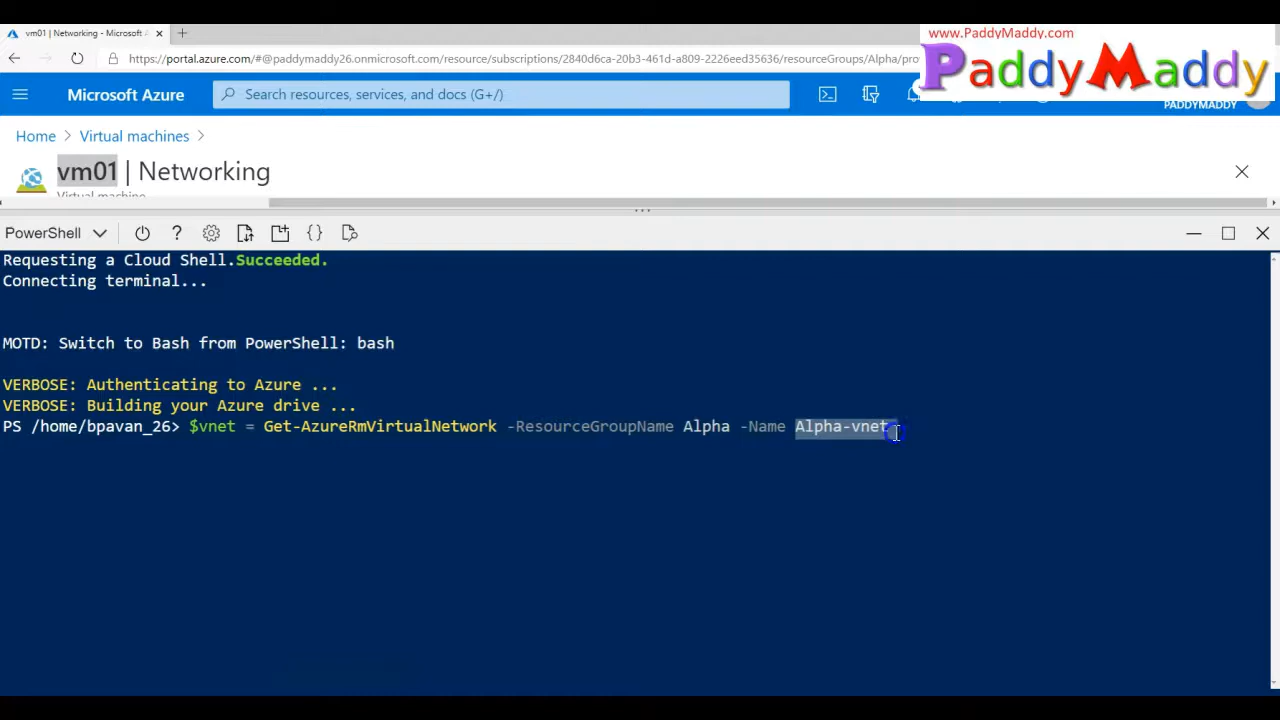 vm01 | Networking - Microsoft A
www.PaddyMaddy.com
https://portal.azure.com/#@paddymaddy26.onmicrosoft.com/resource/subscriptions/2840d6ca-20b3-461d-a809-2226eed35636/resourceGroups/Alpha/pro
PaddyMaddy
Microsoft Azure
Search resources, services, and docs (G+/)
PADDYMADDY
Home > Virtual machines >
vm01 | Networking
Virtual machine
PowerShell
Requesting a Cloud Shell.Succeeded.
Connecting terminal...
MOTD: Switch to Bash from PowerShell: bash
VERBOSE: Authenticating to Azure ...
VERBOSE: Building your Azure drive ...
PS /home/bpavan_26> $vnet = Get-AzureRmVirtualNetwork -ResourceGroupName Alpha -Name Alpha-vnet